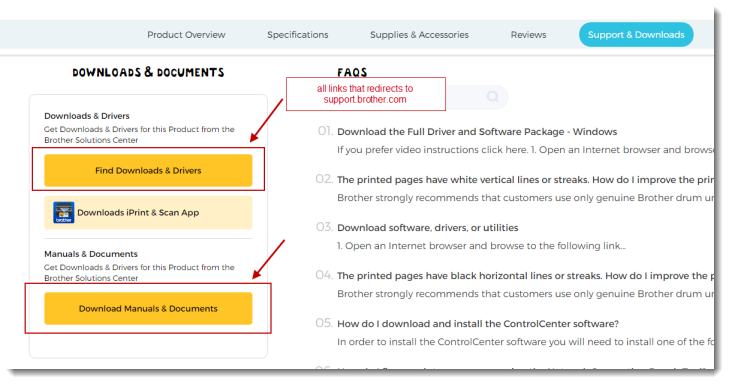 Product Overview
Specifications
Supplies & Accessories
Reviews
Support & Downloads
DOWNLOADS & DOCUMENTS
Downloads & Drivers
Get Downloads & Drivers for this Product from the
Brother Solutions Center
Find Downloads & Drivers
brother
Downloads iPrint & Scan App
Manuals & Documents
Get Downloads & Drivers for this Product from the
Brother Solutions Center
Download Manuals & Documents
FAQS
all links that redirects to
support.brother.com
01. Download the Full Driver and Software Package - Windows
If you prefer video instructions click here. 1. Open an Internet browser and brows
02. The printed pages have white vertical lines or streaks. How do I improve the prin
Brother strongly recommends that customers use only genuine Brother drum un
03. Download software, drivers, or utilities
1. Open an Internet browser and browse to the following link...
04. The printed pages have black horizontal lines or streaks. How do I improve the p
Brother strongly recommends that customers use only genuine Brother drum un
05. How do I download and install the ControlCenter software?
In order to install the ControlCenter software you will need to install one of the fo